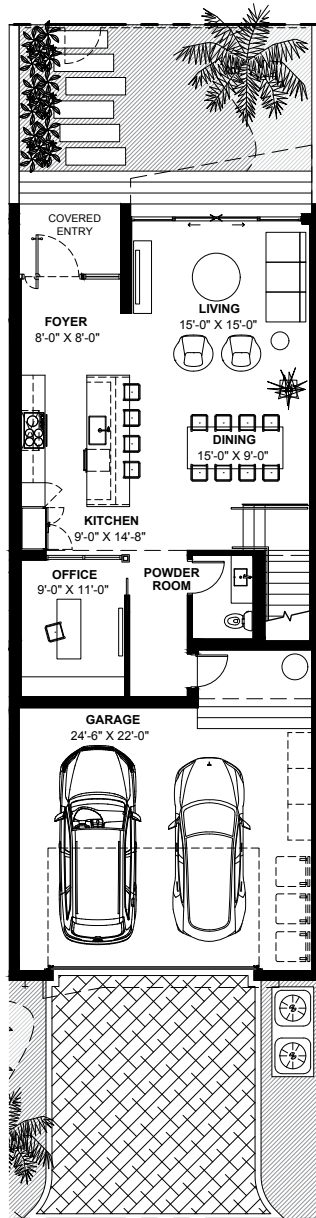 COVERED
ENTRY
LIVING
15'-0" X 15'-0"
FOYER
8'-0" X 8'-0"
DINING
15'-0" X 9'-0"
KITCHEN
9'-0" X 14'-8"
OFFICE
9'-0" X 11'-0"
POWDER
ROOM
GARAGE
24'-6" X 22'-0"